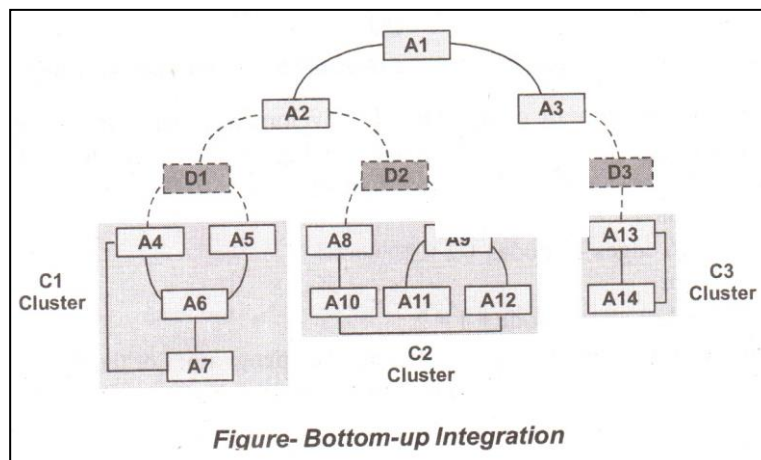 A1
A2
A3
D1
D2
D3
A4
A5
A8
A9
A13
C1
Cluster
A6
A10
A11
A12
A14
C3
Cluster
A7
C2
Cluster
Figure- Bottom-up Integration